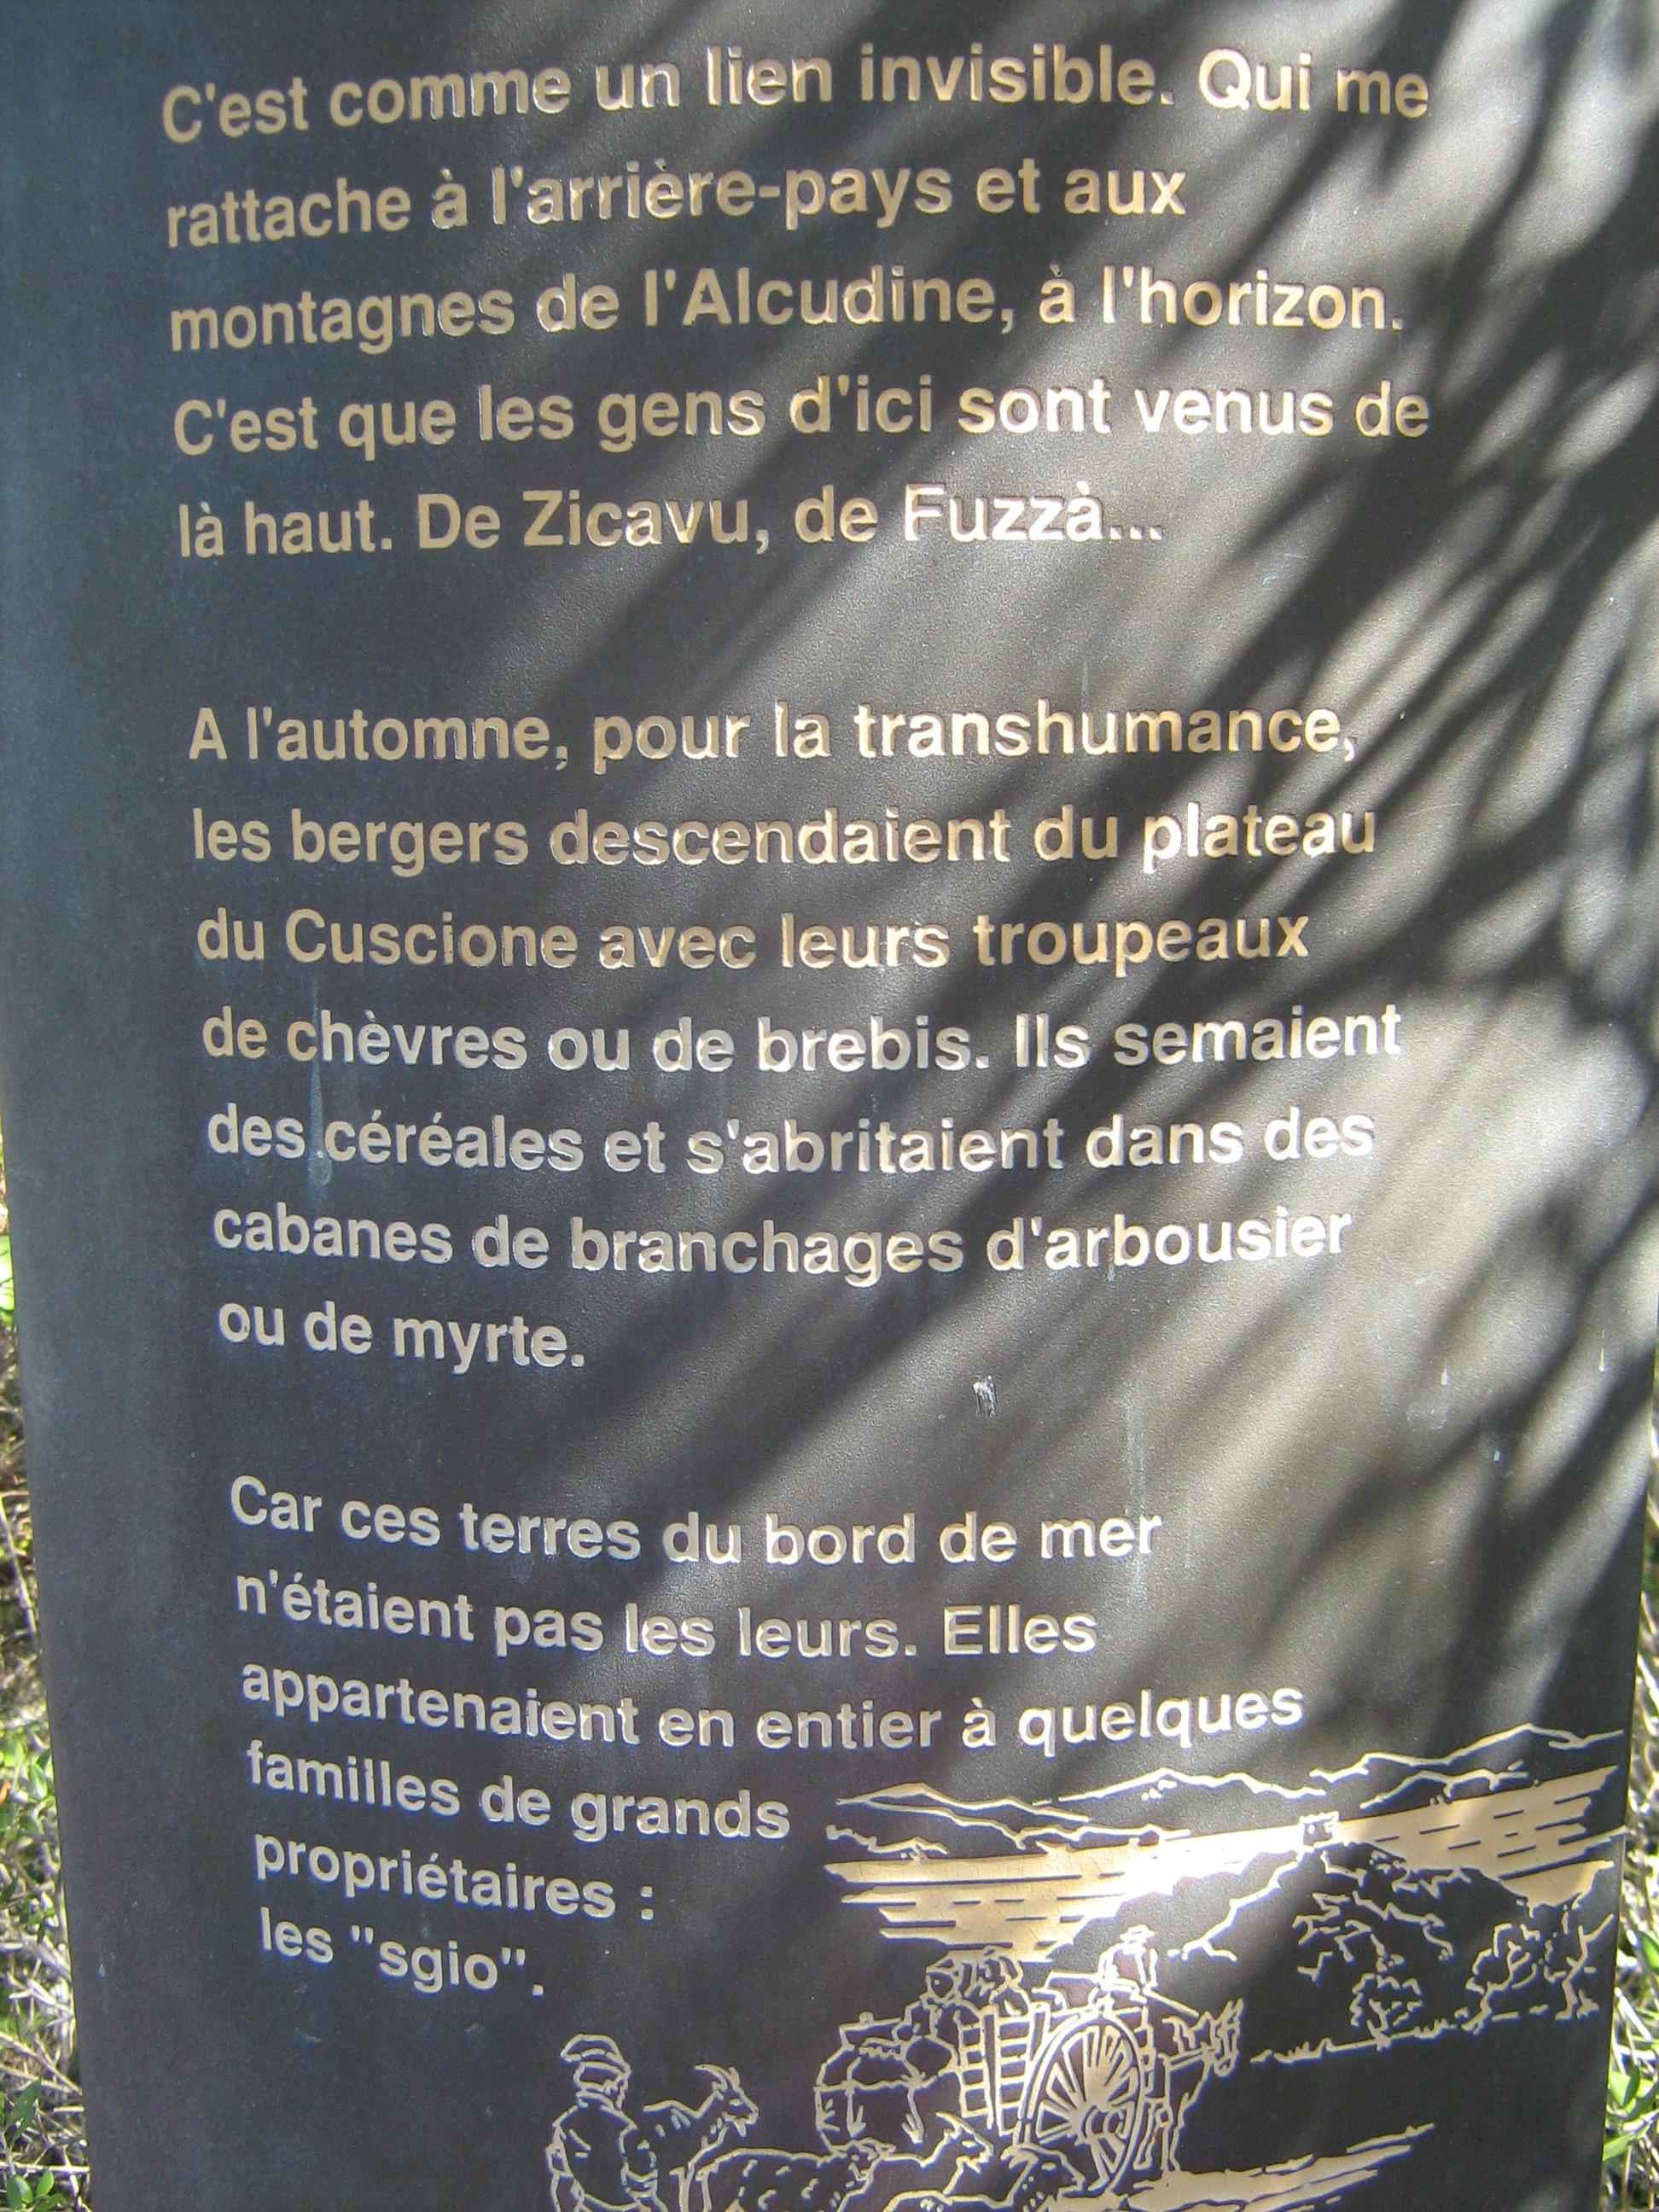 C'est comme un lien invisible. Qui me
rattache à l'arrière-pays et aux
montagnes de l'Alcudine, à l'horizon.
C'est que les gens d'ici sont venus de
là haut. De Zicavu, de Fuzzà...
A l'automne, pour la transhumance,
les bergers descendaient du plateau
du Cuscione avec leurs troupeaux
de chèvres ou de brebis. Ils semaient
des céréales et s'abritaient dans des
cabanes de branchages d'arbousier
ou de myrte.
Car ces terres du bord de mer
n'étaient pas les leurs. Elles
appartenaient en entier à quelques
familles de grands
propriétaires :
les "sgio".